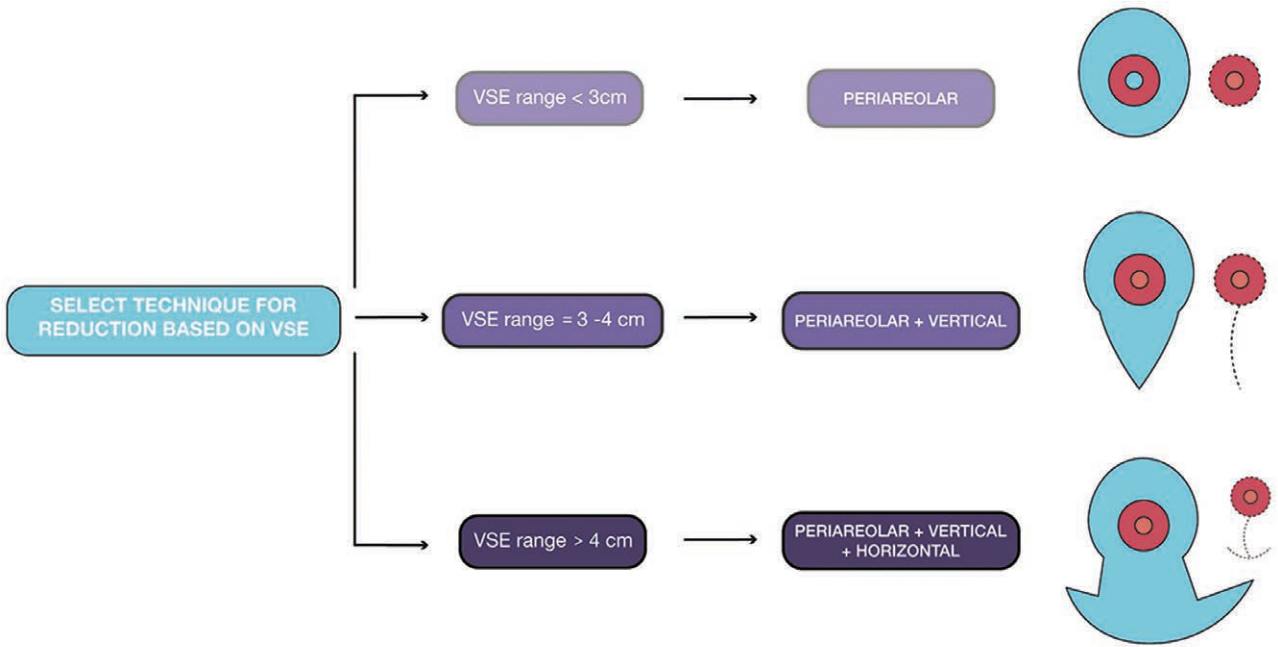 VSE range < 3cm
PERIAREOLAR
SELECT TECHNIQUE FOR
REDUCTION BASED ON VSE
VSE range = 3 -4 cm
PERIAREOLAR + VERTICAL
VSE range > 4 cm
PERIAREOLAR + VERTICAL
+ HORIZONTAL